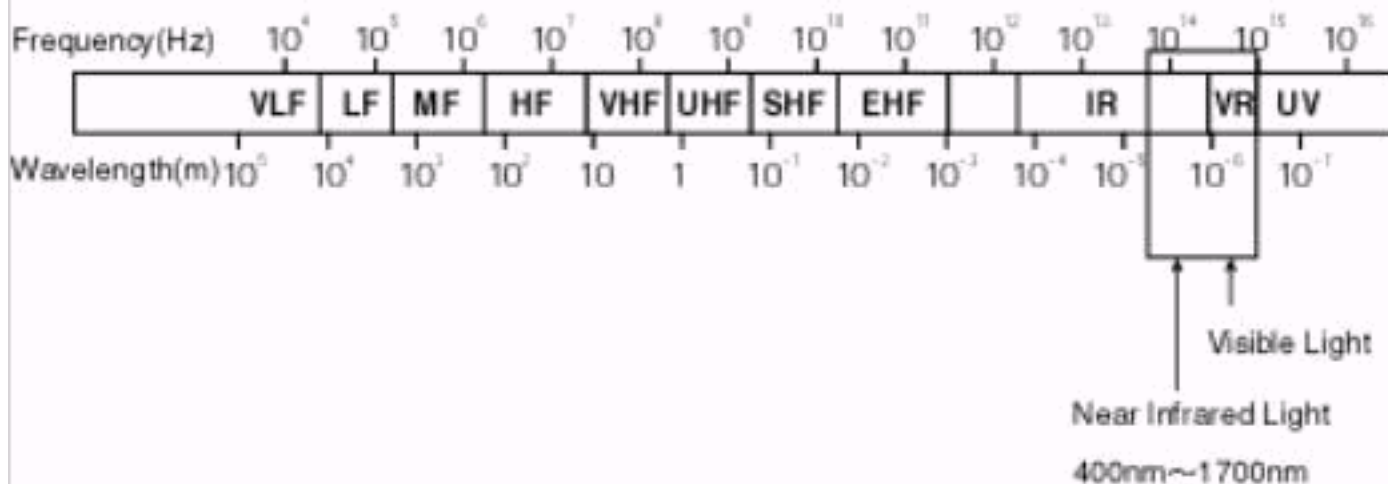 Frequency(Hz) 10⁴ 10⁵ 10⁶ 10⁷ 10⁸ 10⁹ 10¹⁰ 10¹¹ 10¹² 10¹³ 10¹⁴ 10¹⁵ 10¹⁶
VLF LF MF HF VHF UHF SHF EHF IR VR UV
Wavelength(m) 10⁵ 10⁴ 10³ 10² 10 1 10⁻¹ 10⁻² 10⁻³ 10⁻⁴ 10⁻⁵ 10⁻⁶ 10⁻⁷
Visible Light
Near Infrared Light
400nm~1700nm